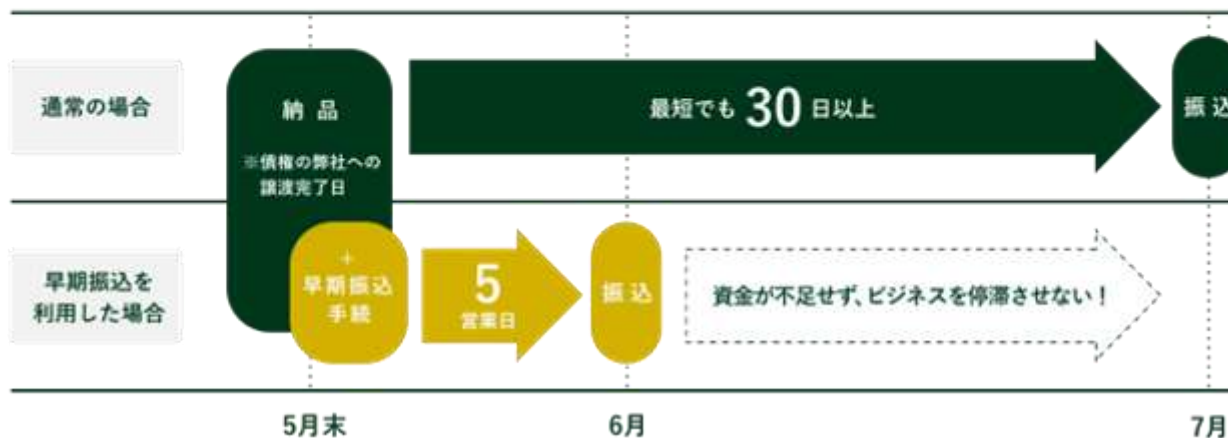 通常の場合
納品
※債権の弊社への
譲渡完了日
最短でも30日以上
振込
早期振込を
利用した場合
+
早期振込
手続
5
営業日
振込
資金が不足せず、ビジネスを停滞させない!
5月末
6月
7月